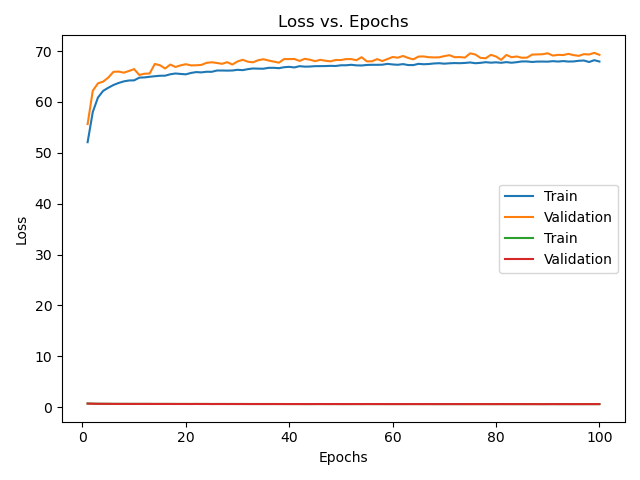 Loss vs. Epochs
Loss
70
60
50
40
30
20
10
0
Train
Validation
Train
Validation
0 20 40 60 80 100
Epochs